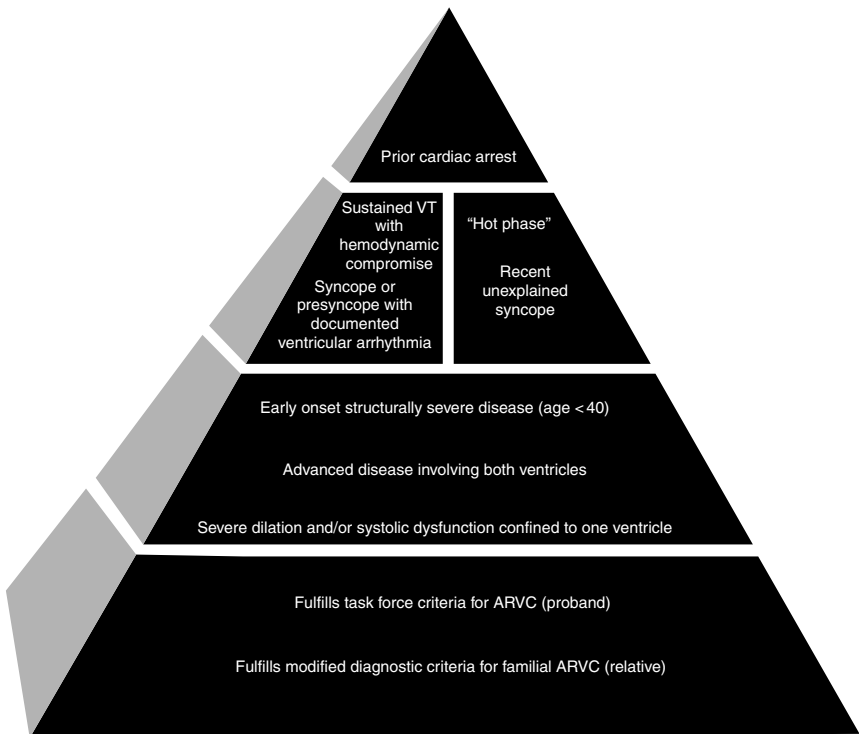 Prior cardiac arrest
Sustained VT
with
hemodynamic
compromise
Syncope or
presyncope with
documented
ventricular arrhythmia
“Hot phase”
Recent
unexplained
syncope
Early onset structurally severe disease (age <40)
Advanced disease involving both ventricles
Severe dilation and/or systolic dysfunction confined to one ventricle
Fulfills task force criteria for ARVC (proband)
Fulfills modified diagnostic criteria for familial ARVC (relative)